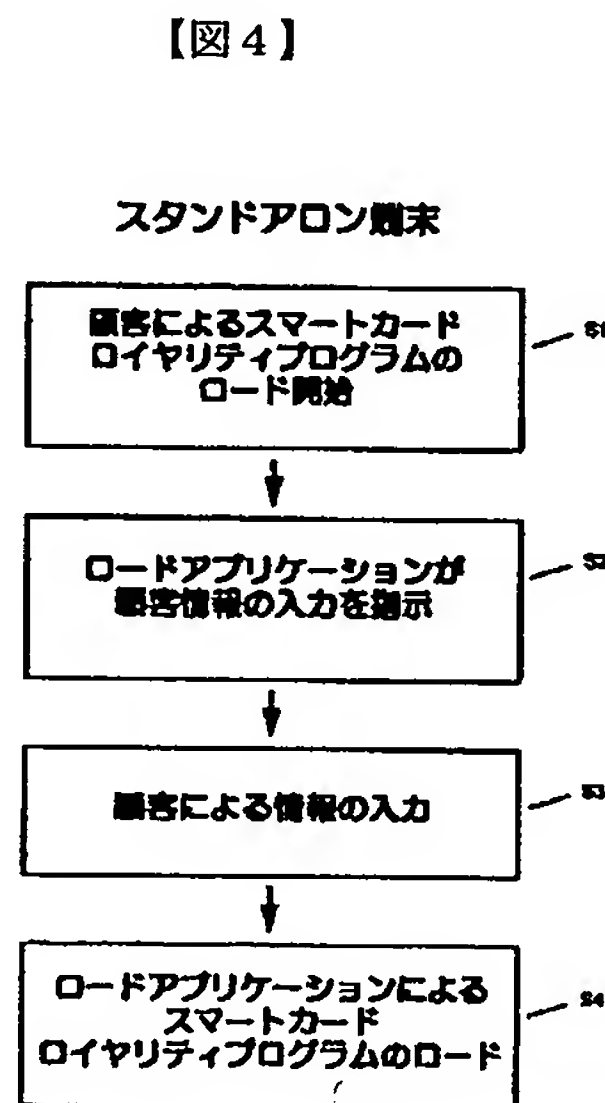 【図4】
スタンドアロン端末
顧客によるスマートカード
ロイヤリティプログラムの
ロード開始
S1
ロードアプリケーションが
顧客情報の入力を指示
S2
顧客による情報の入力
S3
ロードアプリケーションによる
スマートカード
ロイヤリティプログラムのロード
S4